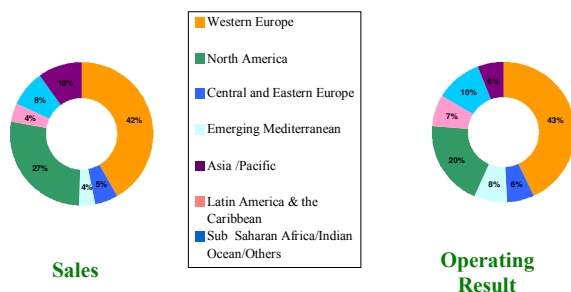 Western Europe
North America
Central and Eastern Europe
Emerging Mediterranean
Asia /Pacific
Latin America & the
Caribbean
Sub Saharan Africa/Indian
Ocean/Others
10%
8%
4%
42%
27%
4%
5%
Sales
6%
10%
7%
43%
20%
8%
6%
Operating
Result